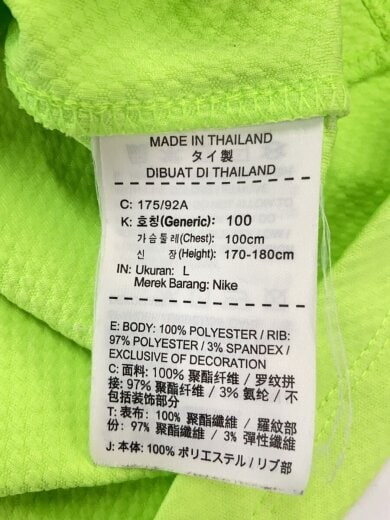 MADE IN THAILAND
タイ製
DIBUAT DI THAILAND
C: 175/92A
K: 호칭(Generic): 100
가슴둘레(Chest): 100cm
신 장(Height): 170-180cm
IN: Ukuran: L
Merek Barang: Nike
E: BODY: 100% POLYESTER / RIB:
97% POLYESTER / 3% SPANDEX /
EXCLUSIVE OF DECORATION
C: 面料: 100% 聚酯纤维 / 罗纹拼
接: 97% 聚酯纤维 / 3% 氨纶 / 不
包括装饰部分
T: 表布: 100% 聚酯纖維 / 羅紋部
份: 97% 聚酯纖維 / 3% 彈性纖維
J: 本体: 100% ポリエステル / リブ部